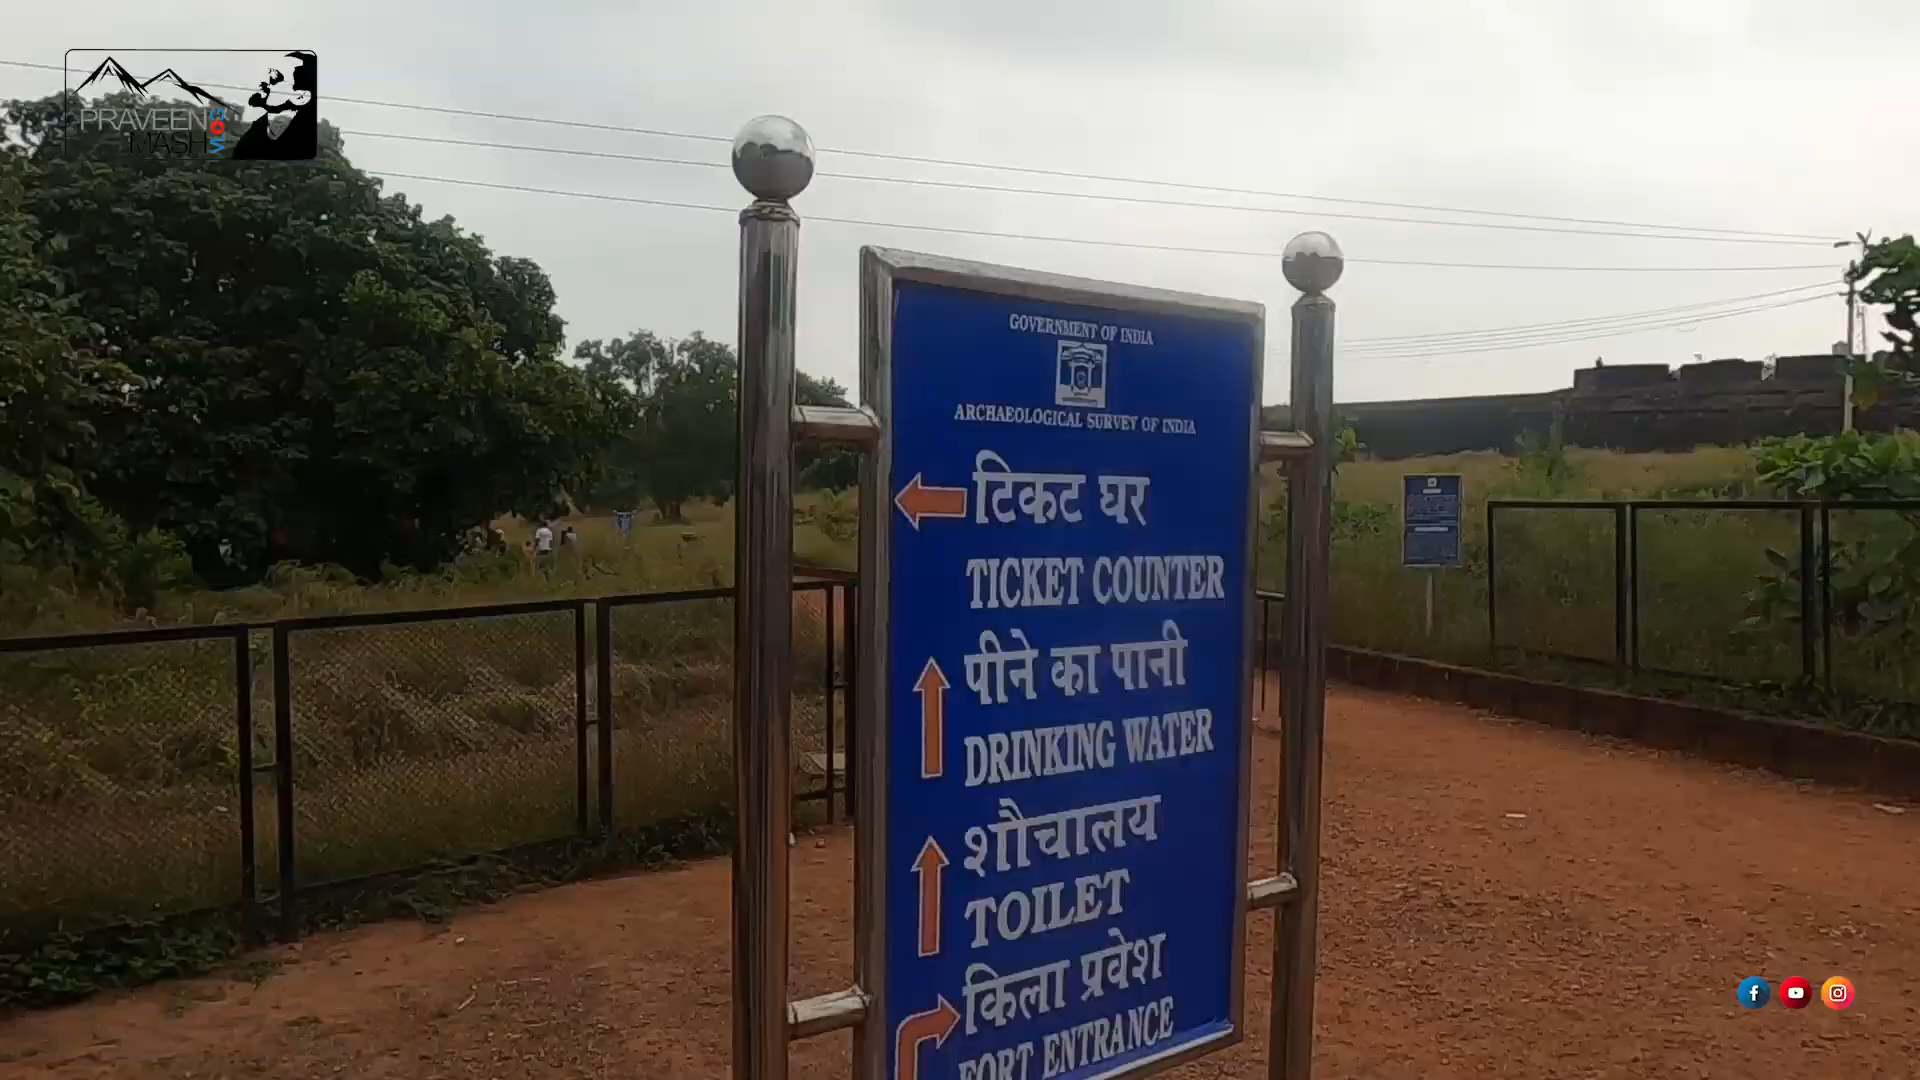 PRAVEEN
MASH
VLOG
GOVERNMENT OF INDIA
ARCHAEOLOGICAL SURVEY OF INDIA
टिकट घर
TICKET COUNTER
पीने का पानी
DRINKING WATER
शौचालय
TOILET
किला प्रवेश
FORT ENTRANCE